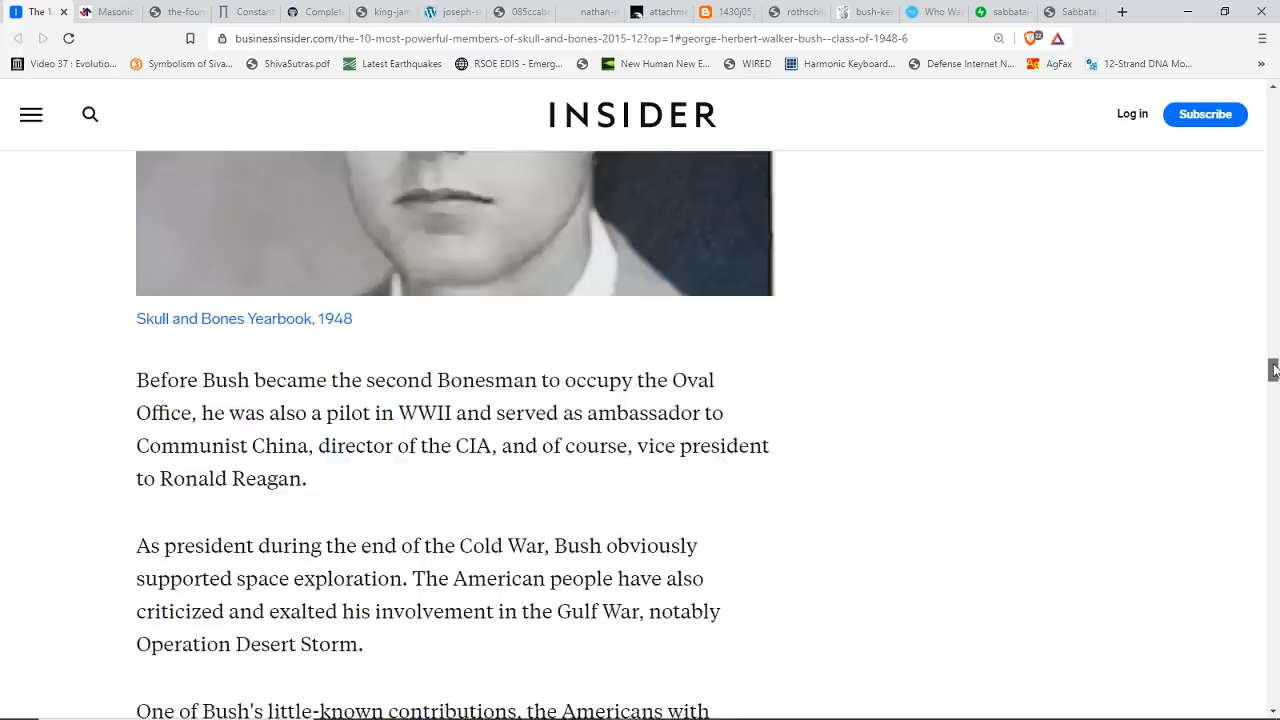 The 1
Masonic
the-foun
Constan
Complet
king-jam
joseph-s
085ccab
nathan-r
attachme
1430j05
rothschil
bush-ke
Who Wa
sabbatai-
Sabbatai
businessinsider.com/the-10-most-powerful-members-of-skull-and-bones-2015-12?op=1#george-herbert-walker-bush--class-of-1948-6
22
Video 37 : Evolutio...
Symbolism of Siva...
ShivaSutras.pdf
Latest Earthquakes
RSOE EDIS - Emerg...
New Human New E...
WIRED
Harmonic Keyboard...
Defense Internet N...
AgFax
12-Strand DNA Mo...
»
INSIDER
Log in
Subscribe
Skull and Bones Yearbook, 1948
Before Bush became the second Bonesman to occupy the Oval
Office, he was also a pilot in WWII and served as ambassador to
Communist China, director of the CIA, and of course, vice president
to Ronald Reagan.
As president during the end of the Cold War, Bush obviously
supported space exploration. The American people have also
criticized and exalted his involvement in the Gulf War, notably
Operation Desert Storm.
One of Bush's little-known contributions, the Americans with